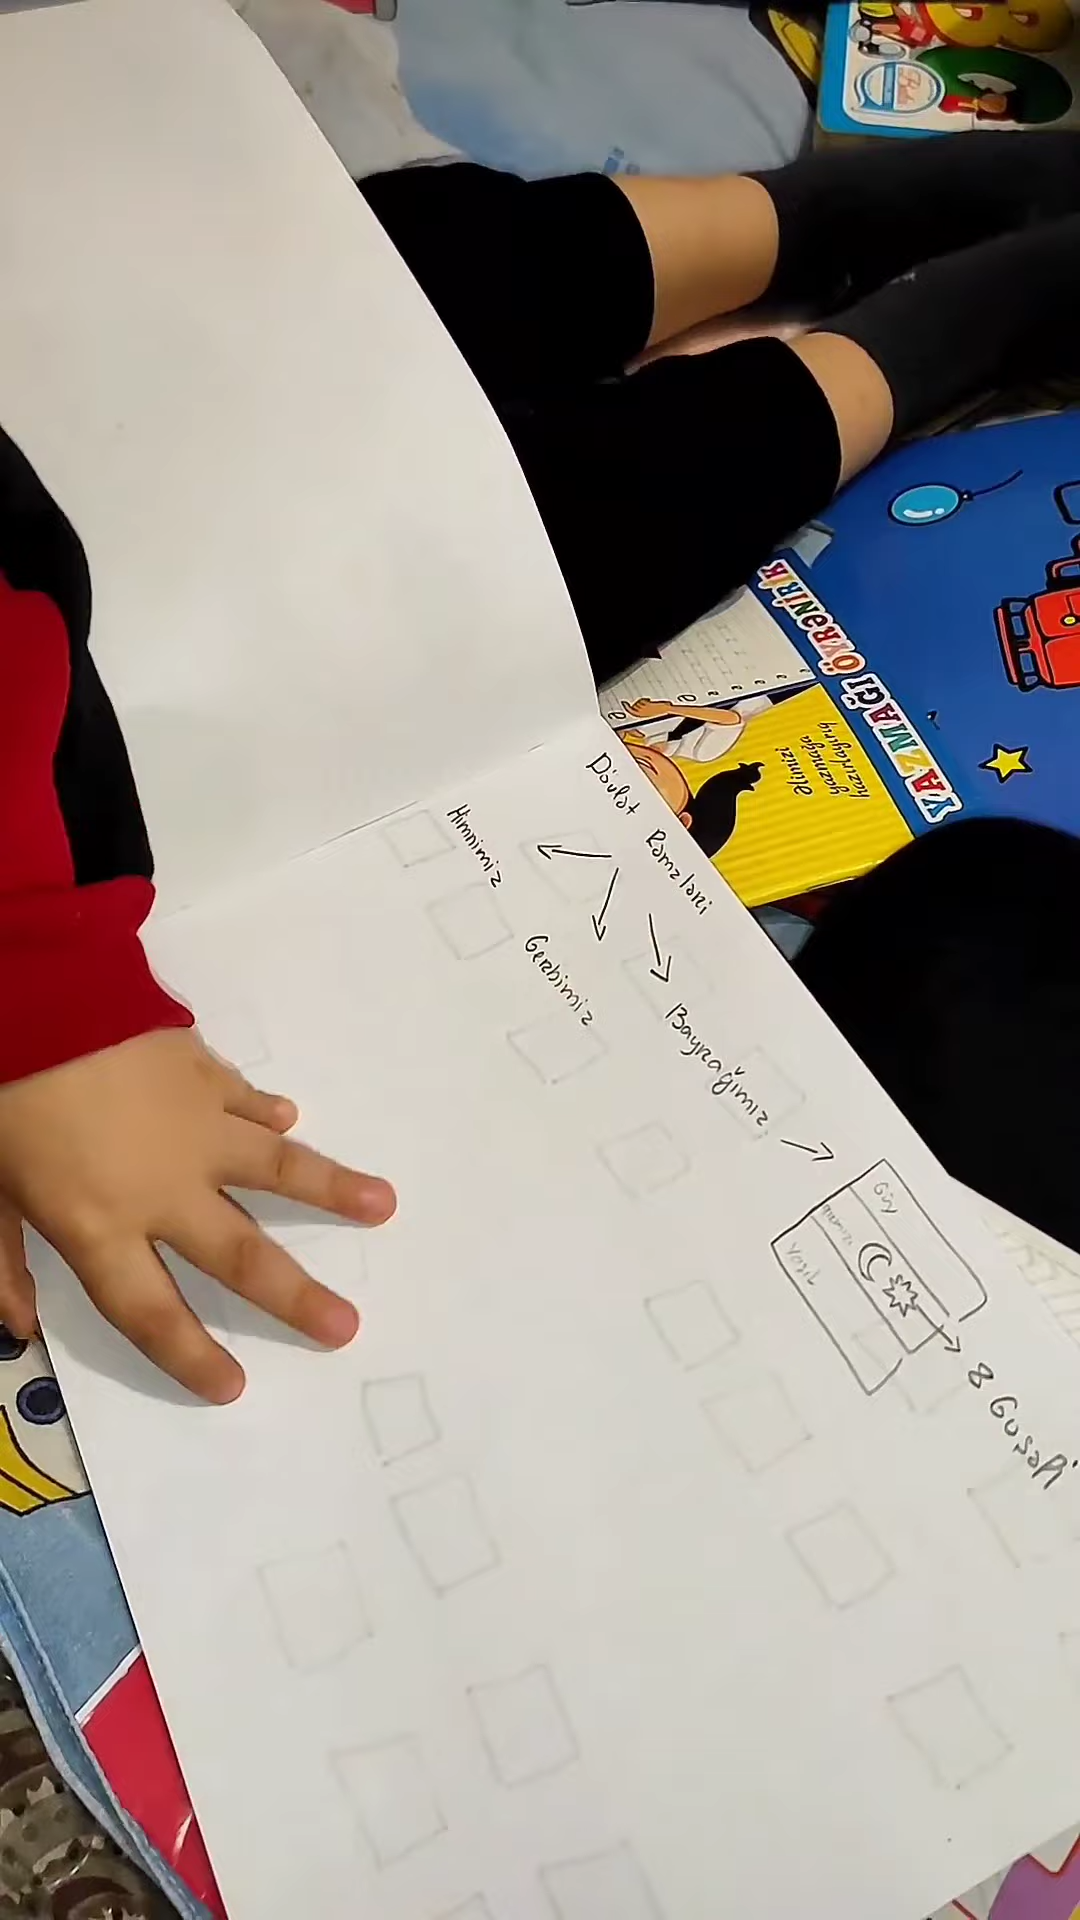 Dövlət Rəmzləri
Himnimiz
Gerbimiz
Bayrağımız
Göy
Qırmızı
Yaşıl
8 Guşəli
YAZMAĞI ÖYRƏNİRİK
Əlimizi
yazmağa
hazırlayırıq